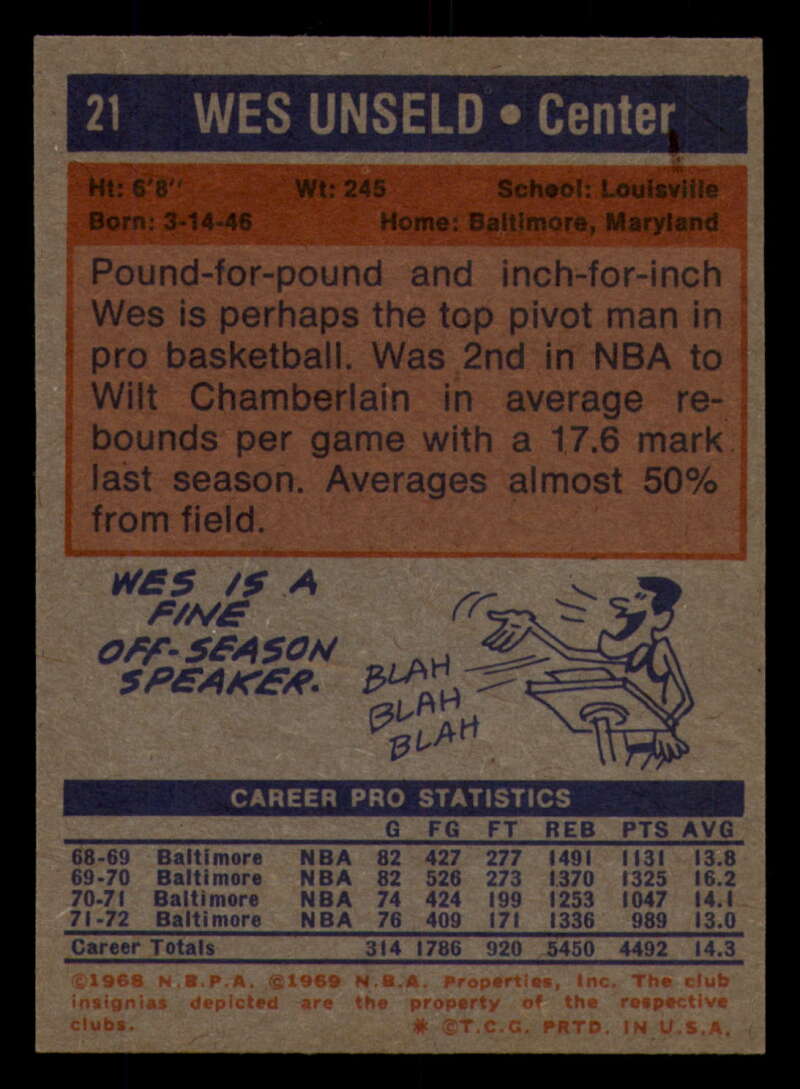 21 WES UNSELD • Center
Ht: 6'8" Wt: 245 School: Louisville
Born: 3-14-46 Home: Baltimore, Maryland
Pound-for-pound and inch-for-inch
Wes is perhaps the top pivot man in
pro basketball. Was 2nd in NBA to
Wilt Chamberlain in average re-
bounds per game with a 17.6 mark
last season. Averages almost 50%
from field.
WES IS A
FINE
OFF-SEASON
SPEAKER.
BLAH
BLAH
BLAH
CAREER PRO STATISTICS
G FG FT REB PTS AVG
68-69 Baltimore NBA 82 427 277 1491 1131 13.8
69-70 Baltimore NBA 82 526 273 1370 1325 16.2
70-71 Baltimore NBA 74 424 199 1253 1047 14.1
71-72 Baltimore NBA 76 409 171 1336 989 13.0
Career Totals 314 1786 920 5450 4492 14.3
©1968 N.B.P.A. ©1969 N.B.A. Properties, Inc. The club
insignias depicted are the property of the respective
clubs. * ©T.C.G. PRTD. IN U.S.A.